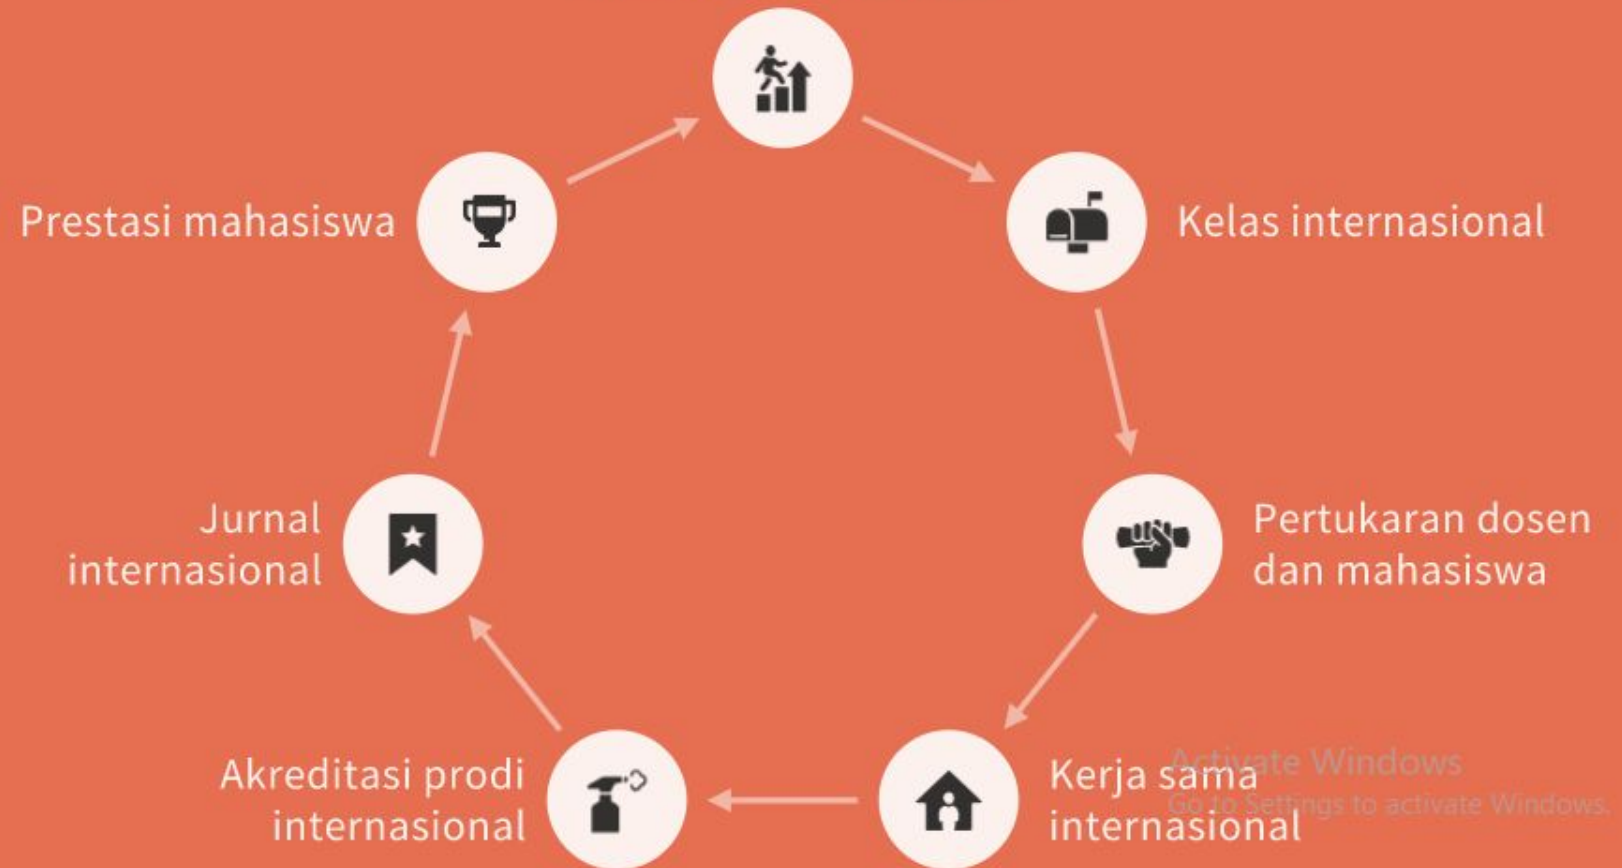 Prestasi mahasiswa
Kelas internasional
Jurnal
internasional
Pertukaran dosen
dan mahasiswa
Akreditasi prodi
internasional
Kerja sama
internasional
Activate Windows
Go to Settings to activate Windows.